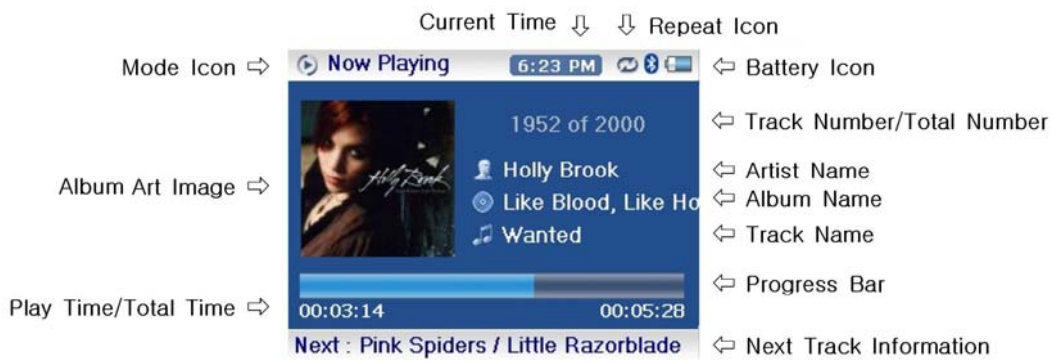 Current Time ⇩ ⇩ Repeat Icon
Mode Icon ⇨ Now Playing 6:23 PM ⇦ Battery Icon
1952 of 2000 ⇦ Track Number/Total Number
Holly Brook ⇦ Artist Name
Album Art Image ⇨ Holly Brook Like Blood, Like Ho ⇦ Album Name
Wanted ⇦ Track Name
⇦ Progress Bar
Play Time/Total Time ⇨ 00:03:14 00:05:28
Next : Pink Spiders / Little Razorblade ⇦ Next Track Information